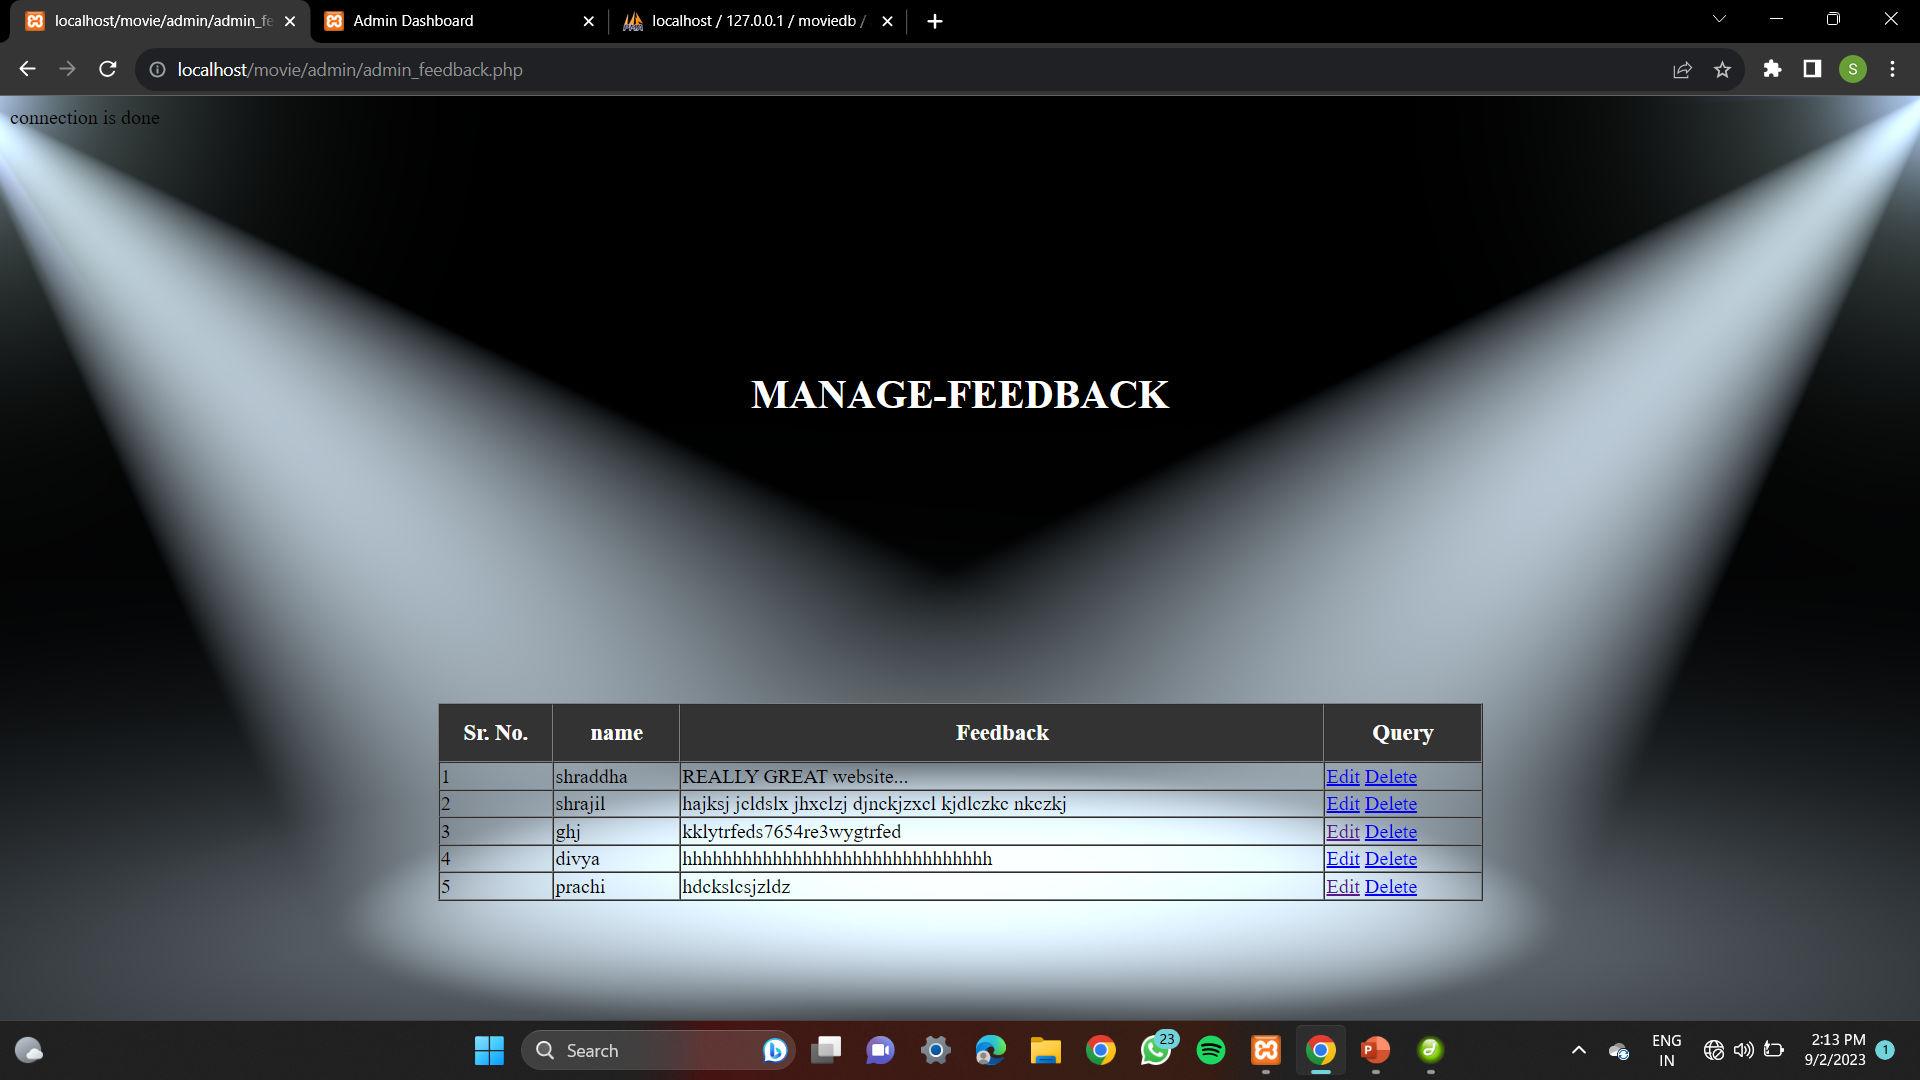 localhost/movie/admin/admin_fe
Admin Dashboard
localhost / 127.0.0.1 / moviedb /
localhost/movie/admin/admin_feedback.php
S
connection is done
MANAGE-FEEDBACK
Sr. No. name Feedback Query
1 shraddha REALLY GREAT website... Edit Delete
2 shrajil hajksj jcldslx jhxclzj djnckjzxcl kjdlczkc nkczkj Edit Delete
3 ghj kklytrfeds7654re3wygtrfed Edit Delete
4 divya hhhhhhhhhhhhhhhhhhhhhhhhhhhhhhh Edit Delete
5 prachi hdckslcsjzldz Edit Delete
Search
23
ENG
IN
2:13 PM
9/2/2023
1